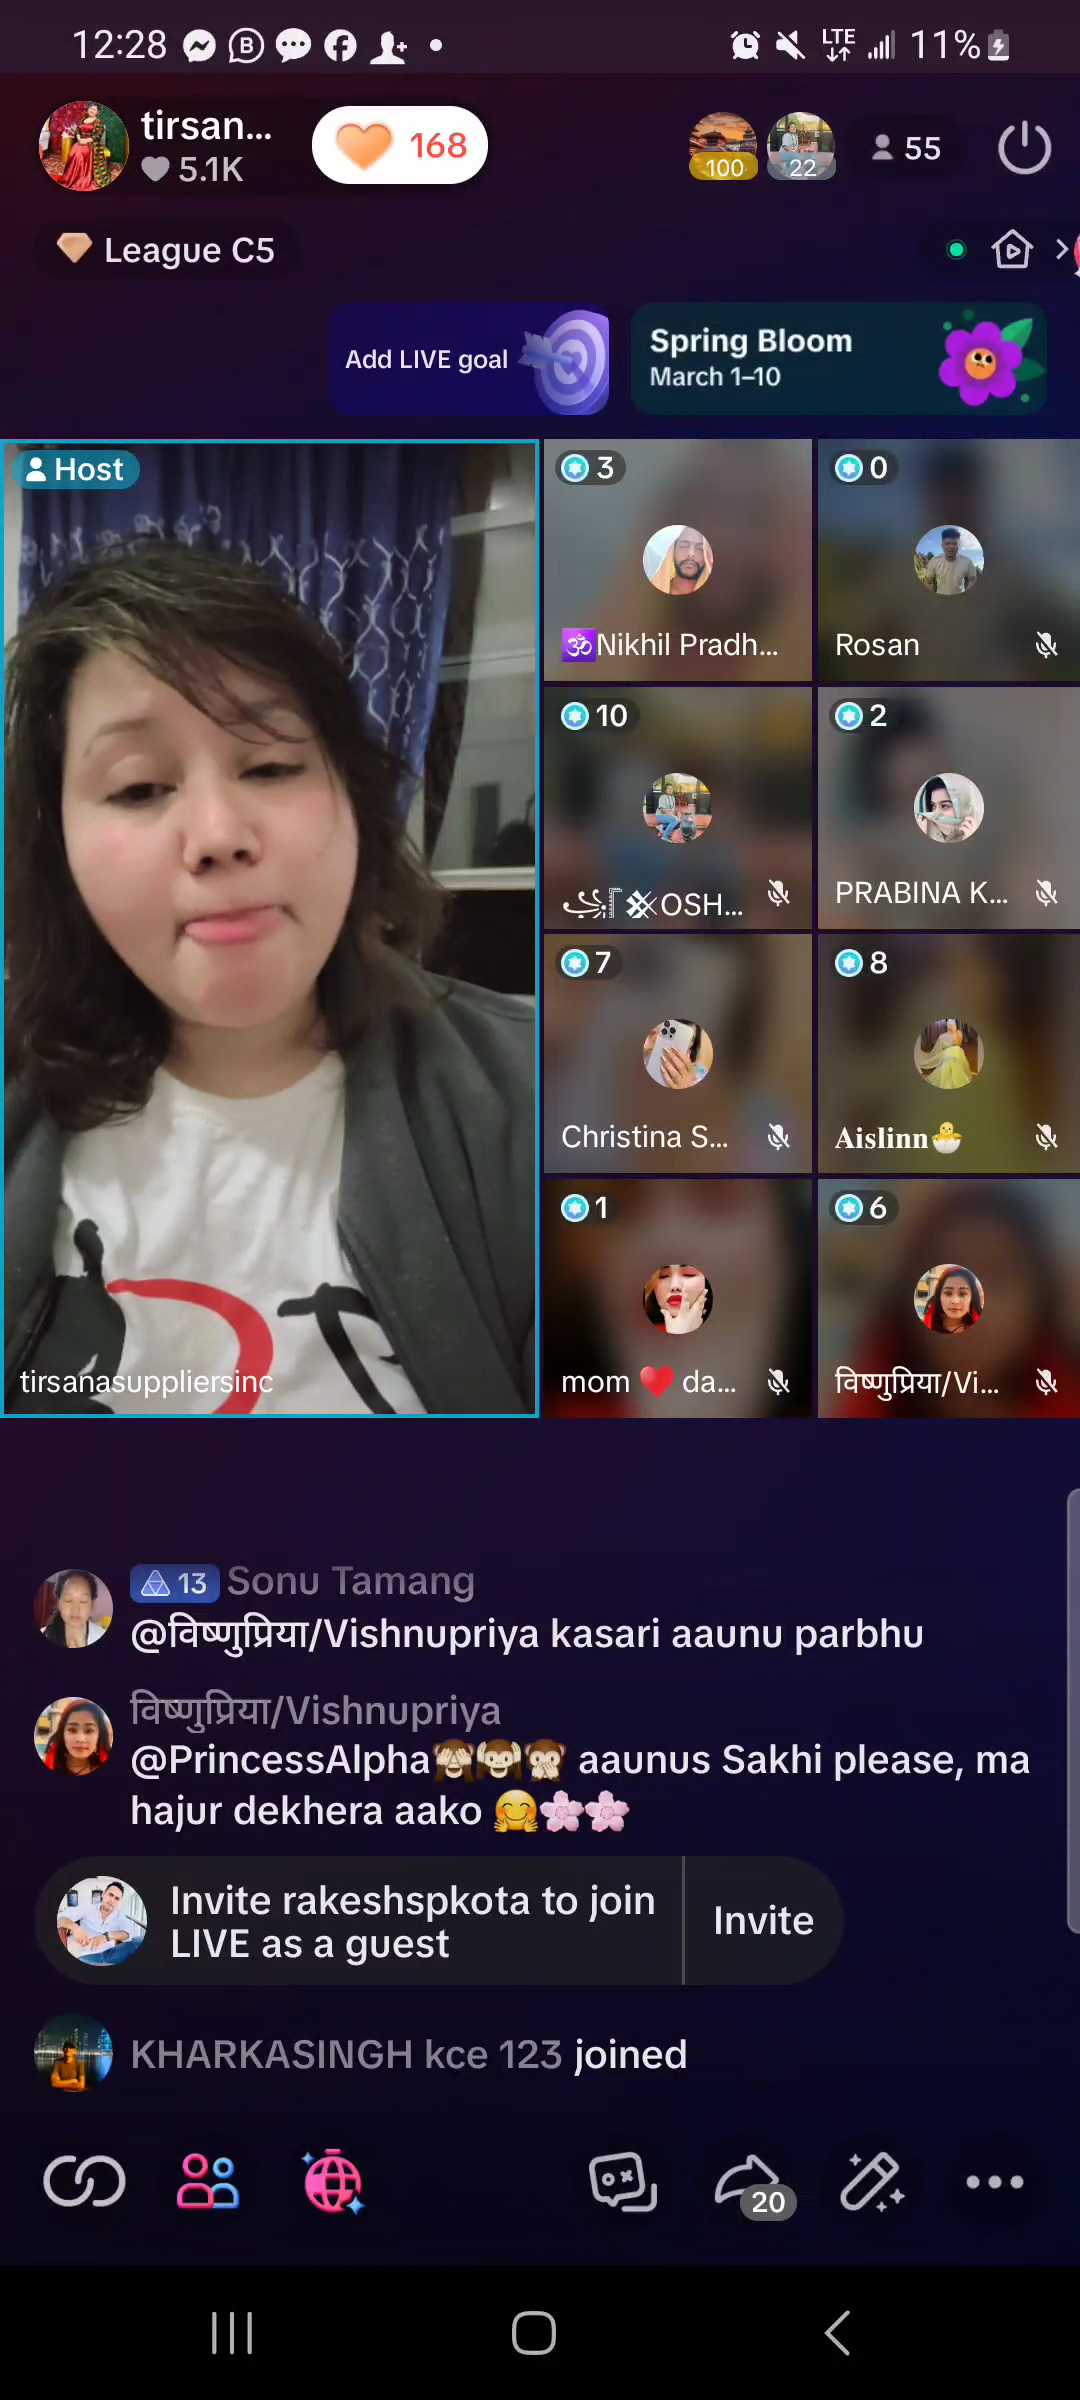 12:28
LTE
11%
tirsan...
5.1K
168
100
22
55
League C5
Add LIVE goal
Spring Bloom
March 1–10
Host
3
0
🕉Nikhil Pradh...
Rosan
10
2
OSH...
PRABINA K...
7
8
Christina S...
𝐀𝐢𝐬𝐥𝐢𝐧𝐧🐣
1
6
tirsanasuppliersinc
mom ♥️ da...
विष्णुप्रिया/Vi...
13 Sonu Tamang
@विष्णुप्रिया/Vishnupriya kasari aaunu parbhu
विष्णुप्रिया/Vishnupriya
@PrincessAlpha🙈🙉🙊 aaunus Sakhi please, ma
hajur dekhera aako 🤗🌸🌸
Invite rakeshspkota to join
LIVE as a guest
Invite
KHARKASINGH kce 123 joined
20